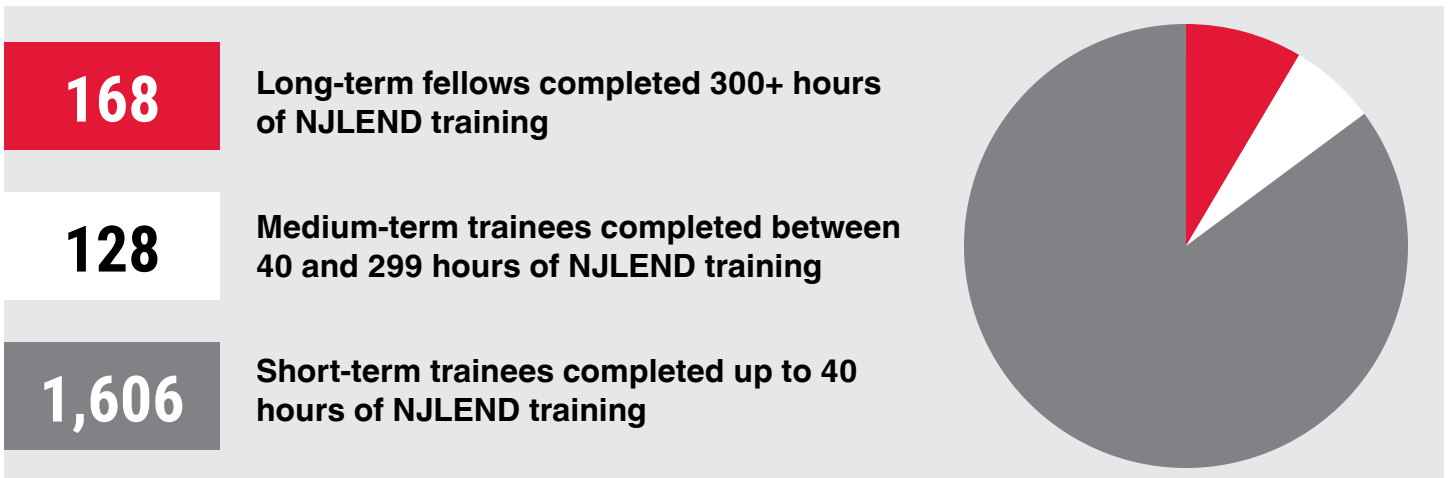 168
Long-term fellows completed 300+ hours
of NJLEND training
128
Medium-term trainees completed between
40 and 299 hours of NJLEND training
1,606
Short-term trainees completed up to 40
hours of NJLEND training